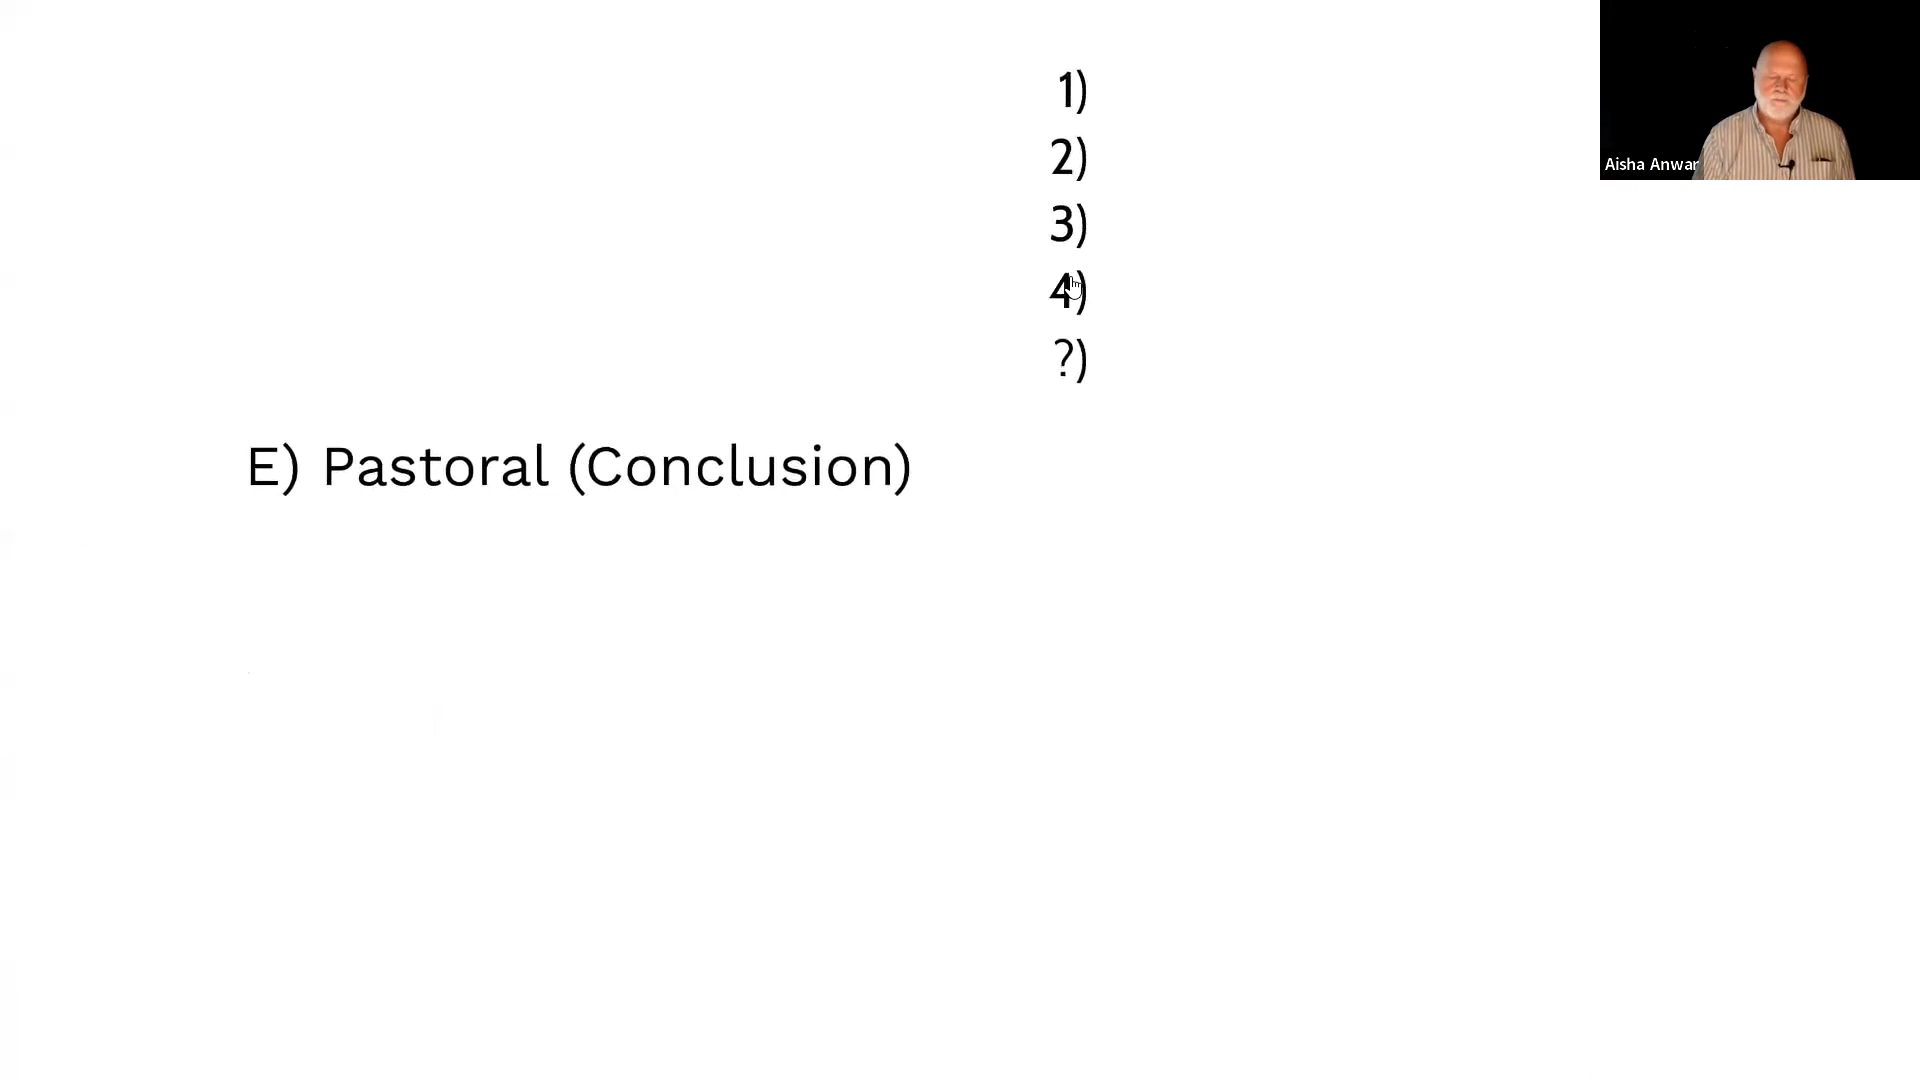 1)
2)
3)
4)
?)
E) Pastoral (Conclusion)
Aisha Anwar